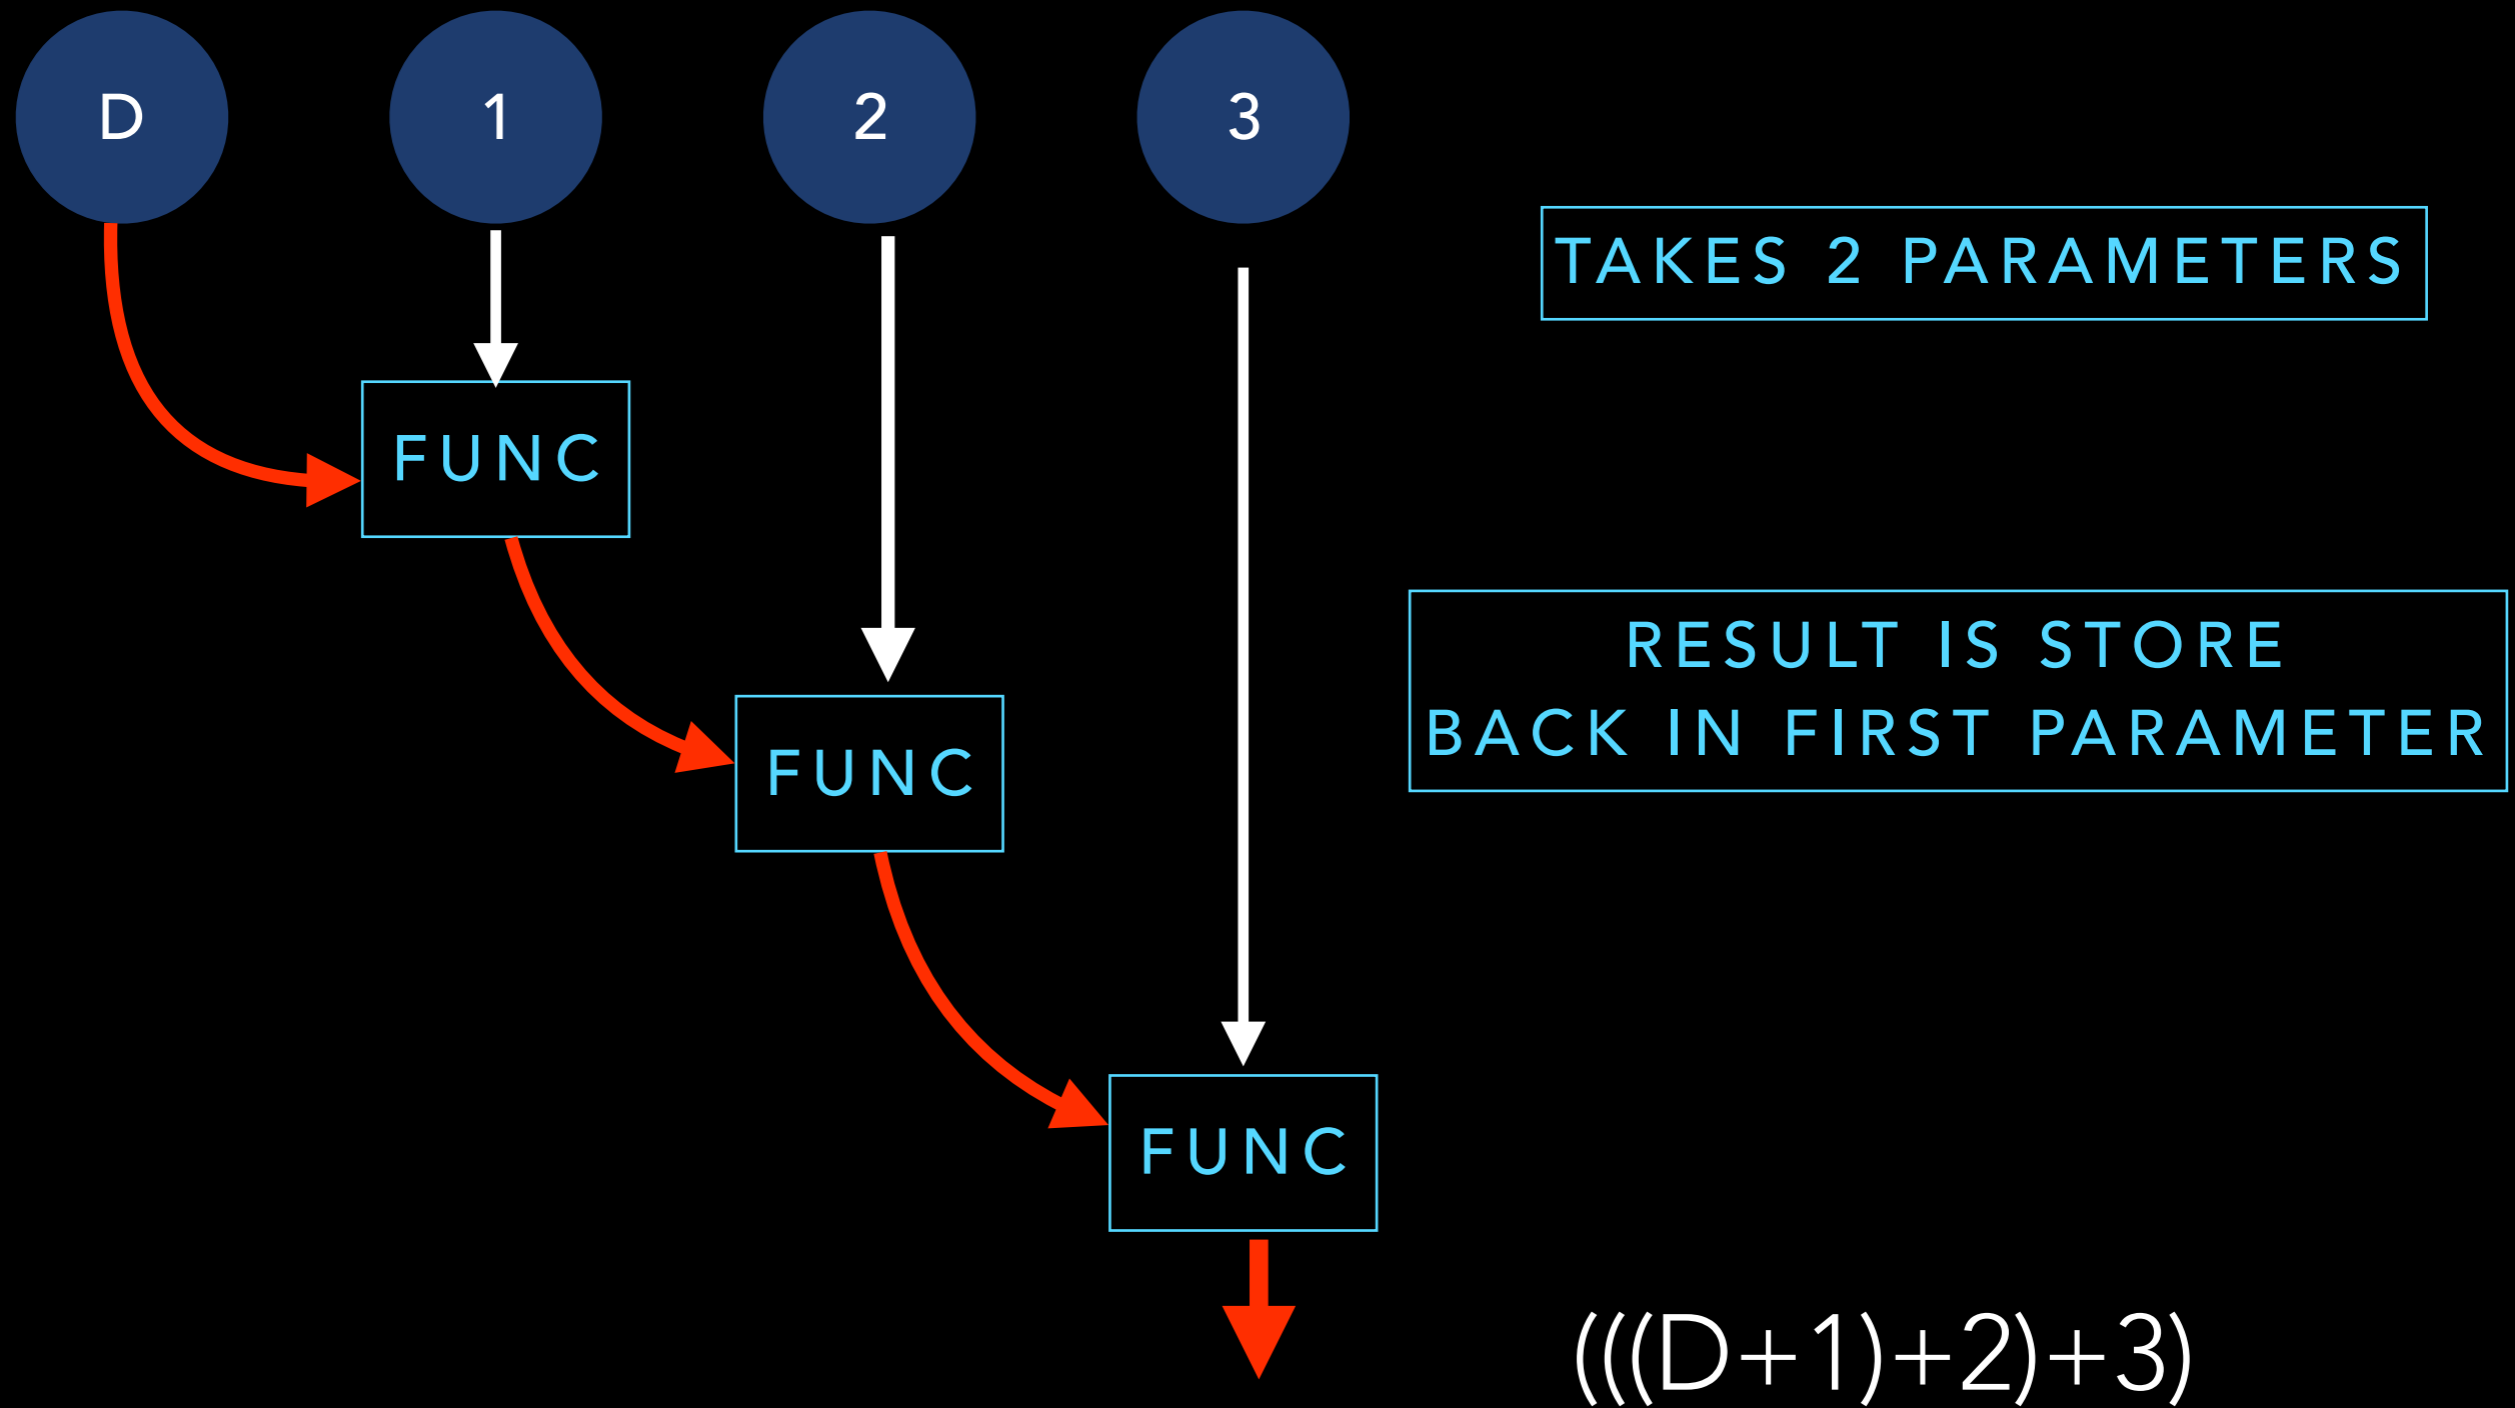 D
1
2
3
TAKES 2 PARAMETERS
FUNC
RESULT IS STORE
BACK IN FIRST PARAMETER
FUNC
FUNC
(((D+1)+2)+3)